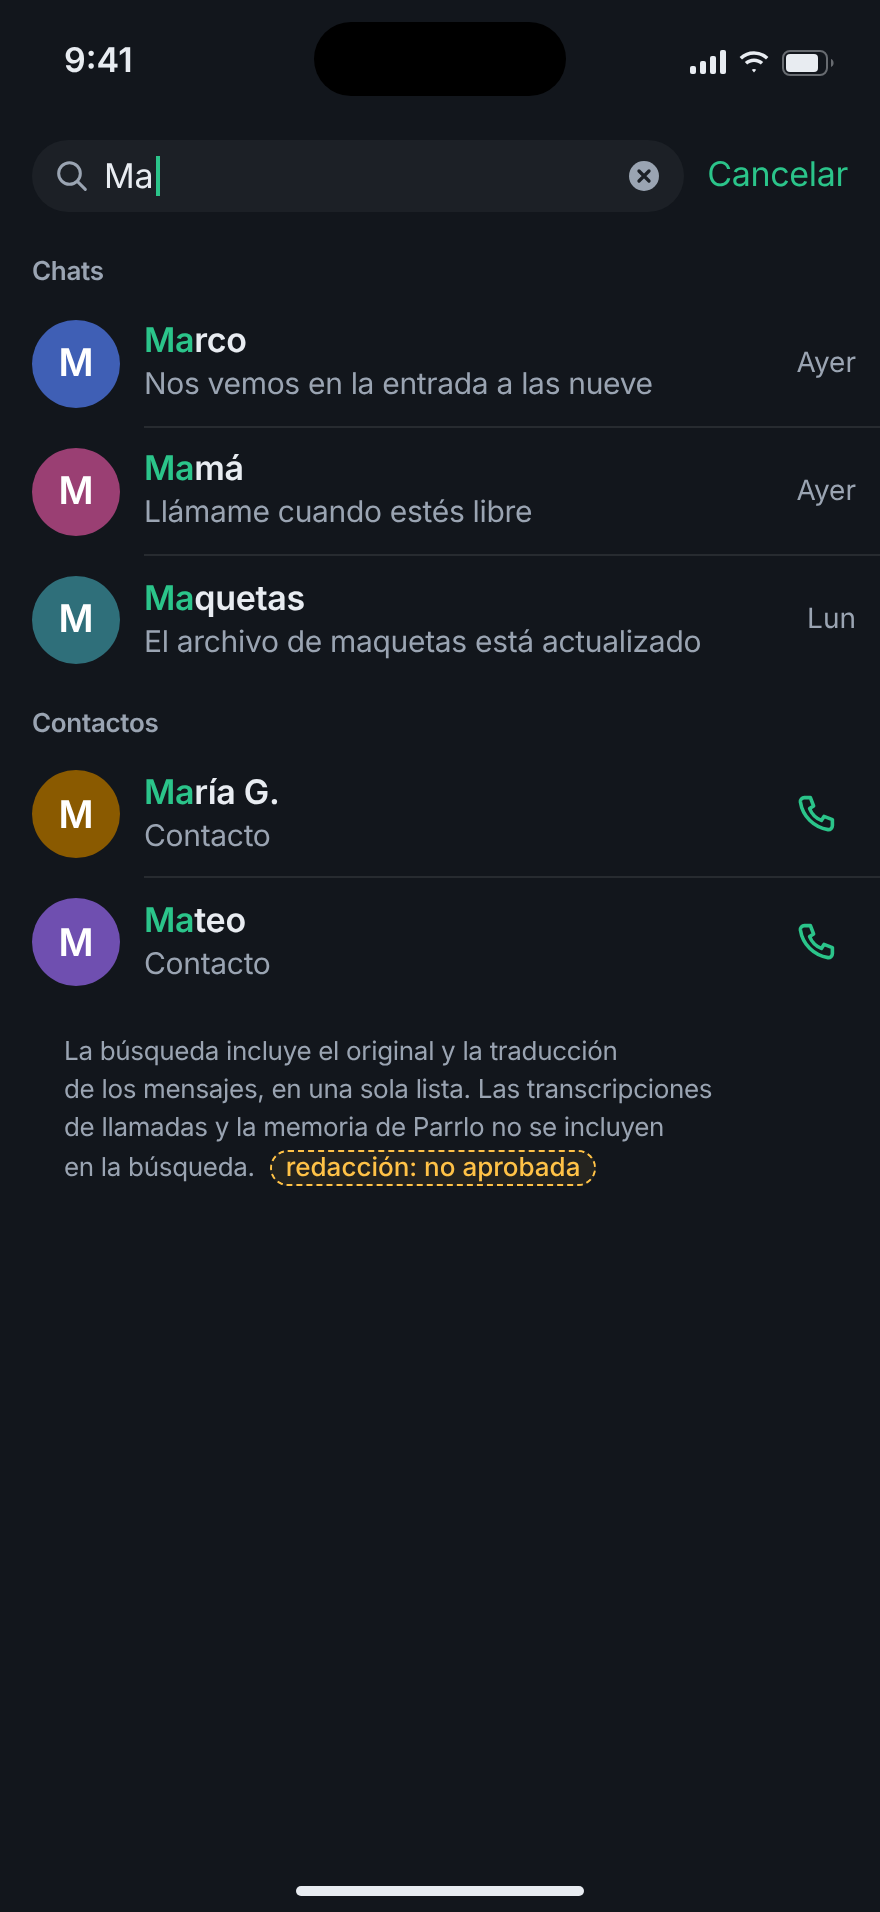 9:41
Ma
Cancelar
Chats
M
Marco
Nos vemos en la entrada a las nueve
Ayer
M
Mamá
Llámame cuando estés libre
Ayer
M
Maquetas
El archivo de maquetas está actualizado
Lun
Contactos
M
María G.
Contacto
M
Mateo
Contacto
La búsqueda incluye el original y la traducción
de los mensajes, en una sola lista. Las transcripciones
de llamadas y la memoria de Parrlo no se incluyen
en la búsqueda. redacción: no aprobada